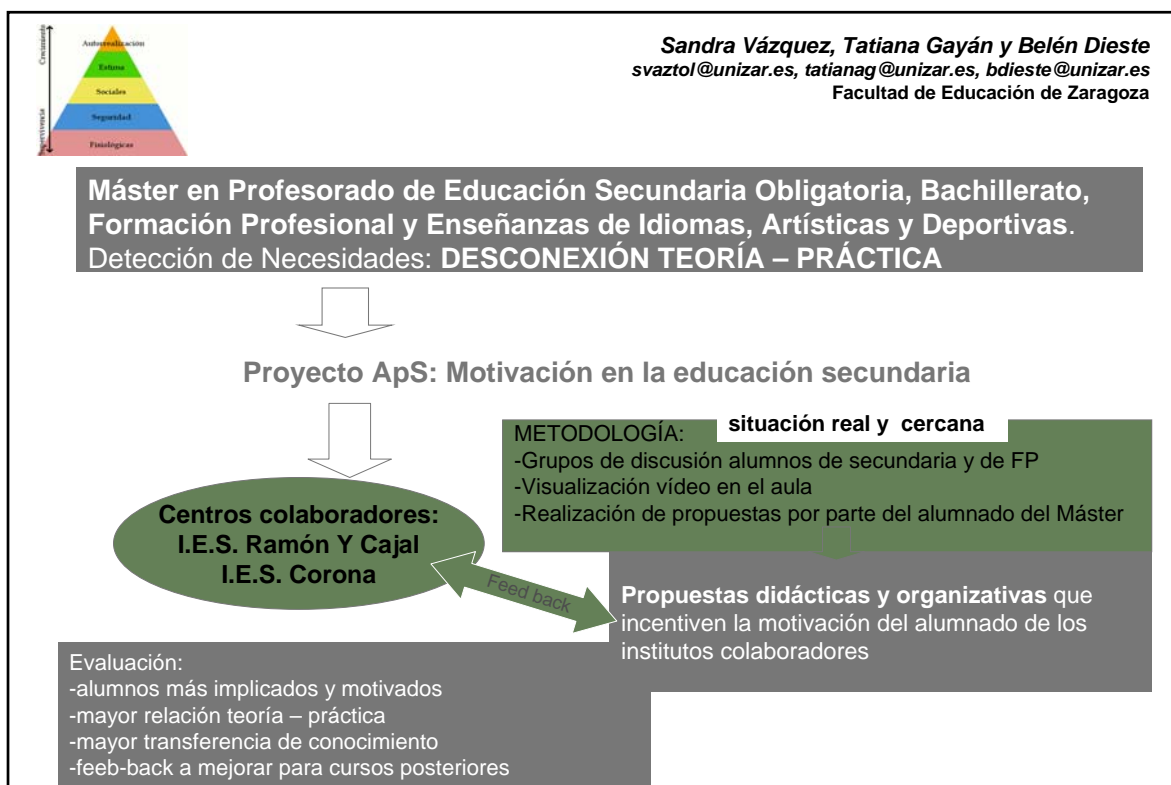 Crecimiento
Supervivencia
Autorrealización
Estima
Sociales
Seguridad
Fisiológicas
Sandra Vázquez, Tatiana Gayán y Belén Dieste
svaztol@unizar.es, tatianag@unizar.es, bdieste@unizar.es
Facultad de Educación de Zaragoza
Máster en Profesorado de Educación Secundaria Obligatoria, Bachillerato,
Formación Profesional y Enseñanzas de Idiomas, Artísticas y Deportivas.
Detección de Necesidades: DESCONEXIÓN TEORÍA – PRÁCTICA
Proyecto ApS: Motivación en la educación secundaria
situación real y cercana
METODOLOGÍA:
-Grupos de discusión alumnos de secundaria y de FP
-Visualización vídeo en el aula
-Realización de propuestas por parte del alumnado del Máster
Centros colaboradores:
I.E.S. Ramón Y Cajal
I.E.S. Corona
Feed back
Propuestas didácticas y organizativas que
incentiven la motivación del alumnado de los
institutos colaboradores
Evaluación:
-alumnos más implicados y motivados
-mayor relación teoría – práctica
-mayor transferencia de conocimiento
-feeb-back a mejorar para cursos posteriores